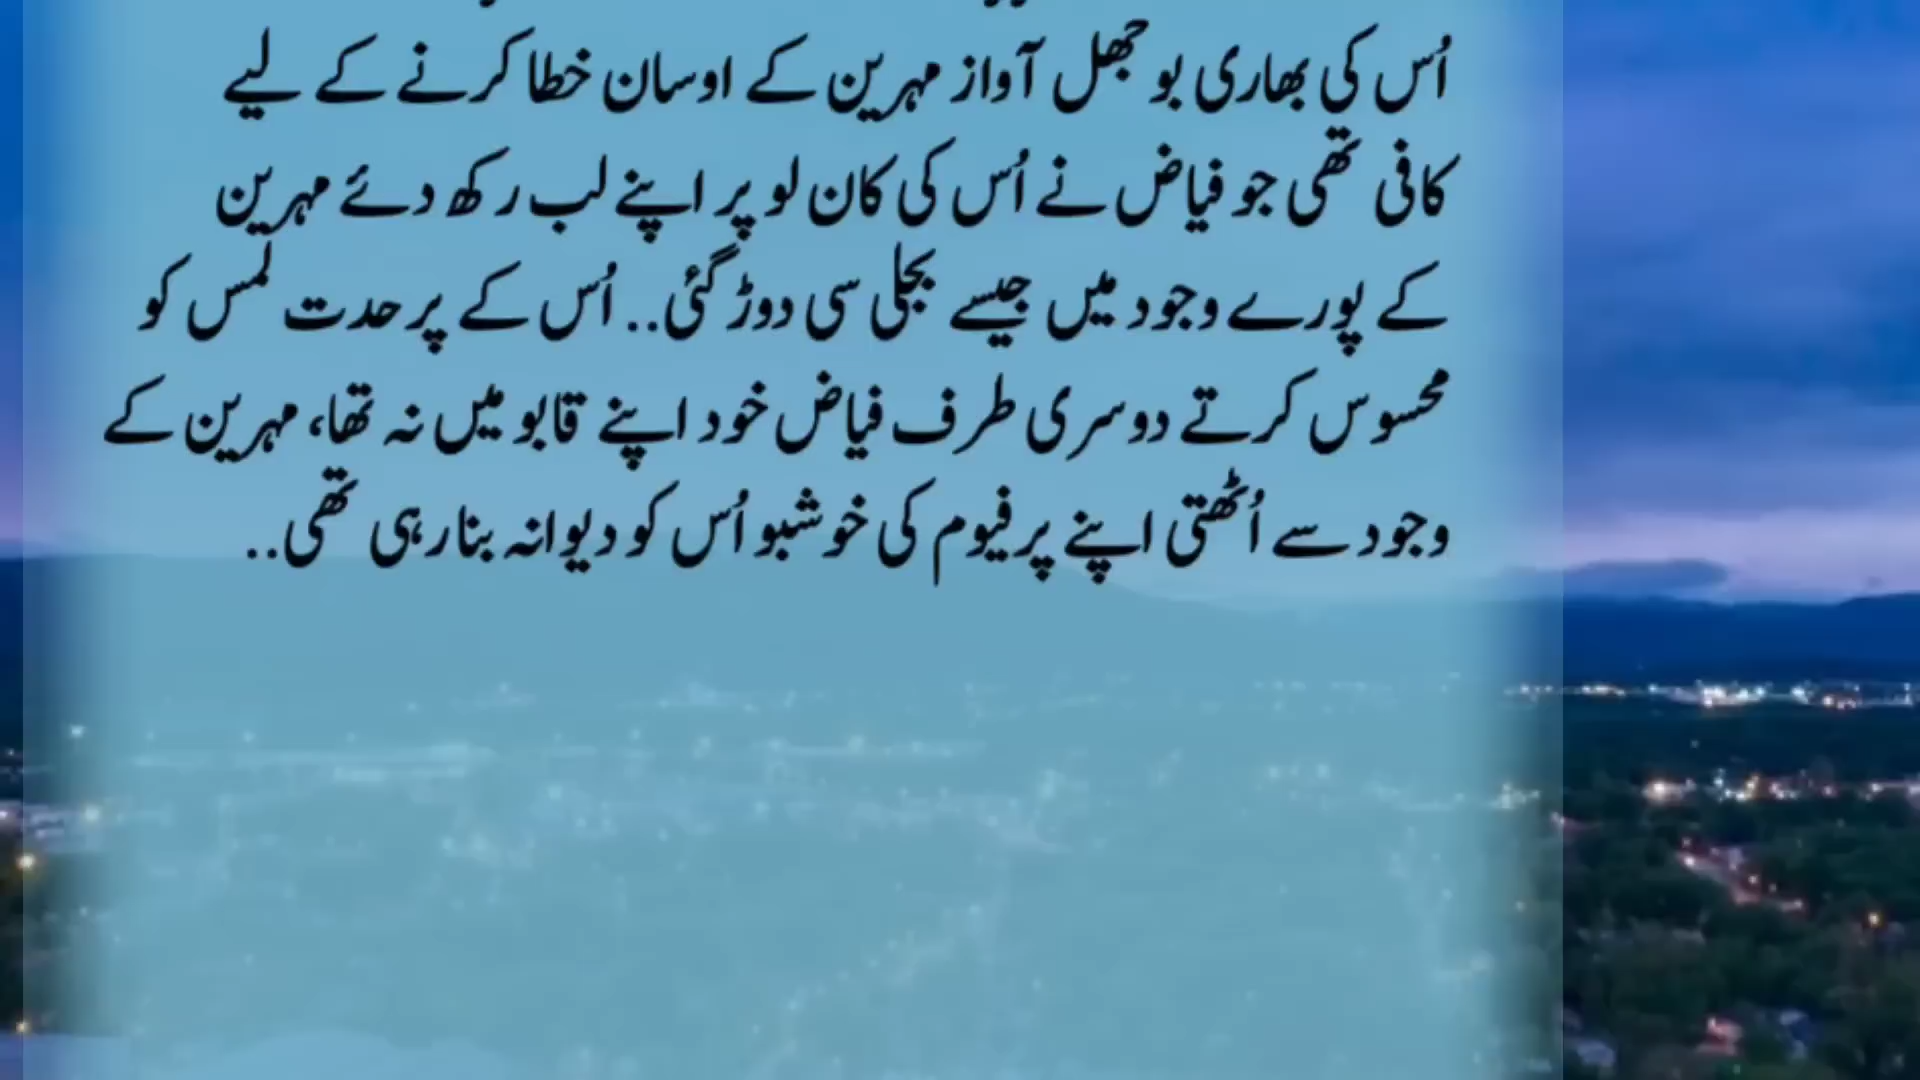 اُس کی بھاری بوجھل آواز مہرین کے اوسان خطا کرنے کے لیے
کافی تھی جو فیاض نے اُس کی کان لو پر اپنے لب رکھ دئے مہرین
کے پورے وجود میں جیسے بجلی سی دوڑ گئی.. اُس کے پر حدت لمس کو
محسوس کرتے دوسری طرف فیاض خود اپنے قابو میں نہ تھا، مہرین کے
وجود سے اُٹھتی اپنے پرفیوم کی خوشبو اُس کو دیوانہ بنا رہی تھی..